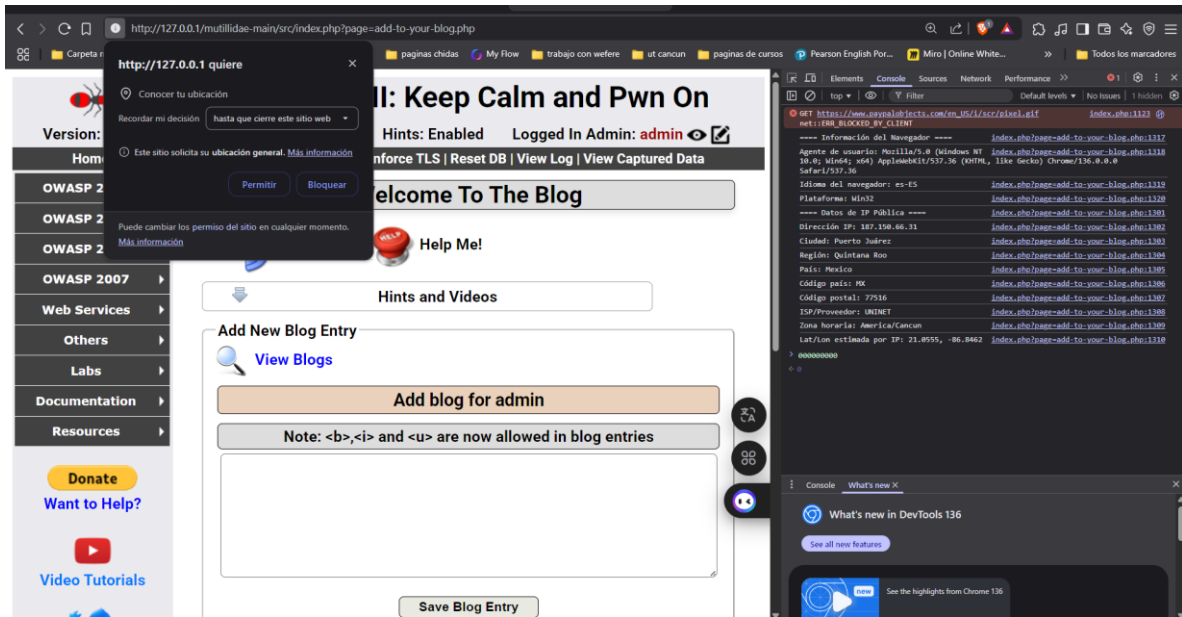 http://127.0.0.1/mutillidae-main/src/index.php?page=add-to-your-blog.php
Carpeta
paginas chidas
My Flow
trabajo con wefere
ut cancun
paginas de cursos
Pearson English Por...
Miro | Online White...
»
Todos los marcadores
http://127.0.0.1 quiere
Conocer tu ubicación
Recordar mi decisión
hasta que cierre este sitio web
Este sitio solicita su ubicación general. Más información
Permitir
Bloquear
Puede cambiar los permiso del sitio en cualquier momento.
Más información
II: Keep Calm and Pwn On
Version:
Hints: Enabled
Logged In Admin: admin
Hom
nforce TLS | Reset DB | View Log | View Captured Data
OWASP 2
OWASP 2
OWASP 2
OWASP 2007
Web Services
Others
Labs
Documentation
Resources
Donate
Want to Help?
Video Tutorials
elcome To The Blog
HELP
Help Me!
Hints and Videos
Add New Blog Entry
View Blogs
Add blog for admin
Note: <b>,<i> and <u> are now allowed in blog entries
Save Blog Entry
Elements
Console
Sources
Network
Performance
»
1
top
Filter
Default levels
No Issues
1 hidden
GET https://www.paypalobjects.com/en_US/i/scr/pixel.gif index.php:1123
net::ERR_BLOCKED_BY_CLIENT
---- Información del Navegador ---- index.php?page=add-to-your-blog.php:1317
Agente de usuario: Mozilla/5.0 (Windows NT index.php?page=add-to-your-blog.php:1318
10.0; Win64; x64) AppleWebKit/537.36 (KHTML, like Gecko) Chrome/136.0.0.0
Safari/537.36
Idioma del navegador: es-ES index.php?page=add-to-your-blog.php:1319
Plataforma: Win32 index.php?page=add-to-your-blog.php:1320
---- Datos de IP Pública ---- index.php?page=add-to-your-blog.php:1301
Dirección IP: 187.150.66.31 index.php?page=add-to-your-blog.php:1302
Ciudad: Puerto Juárez index.php?page=add-to-your-blog.php:1303
Región: Quintana Roo index.php?page=add-to-your-blog.php:1304
País: Mexico index.php?page=add-to-your-blog.php:1305
Código país: MX index.php?page=add-to-your-blog.php:1306
Código postal: 77516 index.php?page=add-to-your-blog.php:1307
ISP/Proveedor: UNINET index.php?page=add-to-your-blog.php:1308
Zona horaria: America/Cancun index.php?page=add-to-your-blog.php:1309
Lat/Lon estimada por IP: 21.0555, -86.8462 index.php?page=add-to-your-blog.php:1310
000000000
0
Console
What's new
What's new in DevTools 136
See all new features
new
See the highlights from Chrome 136